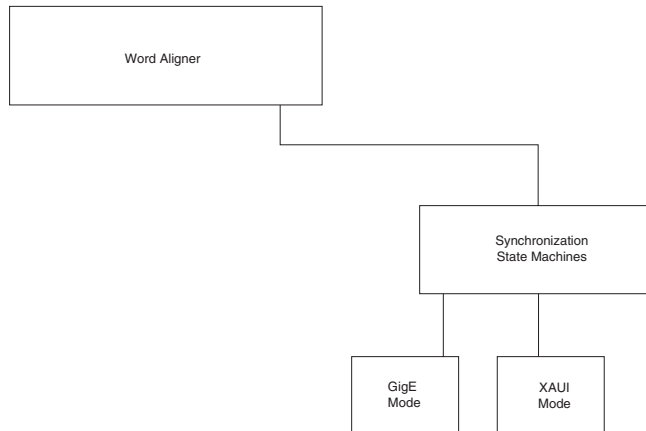 Word Aligner
Synchronization
State Machines
GigE
Mode
XAUI
Mode